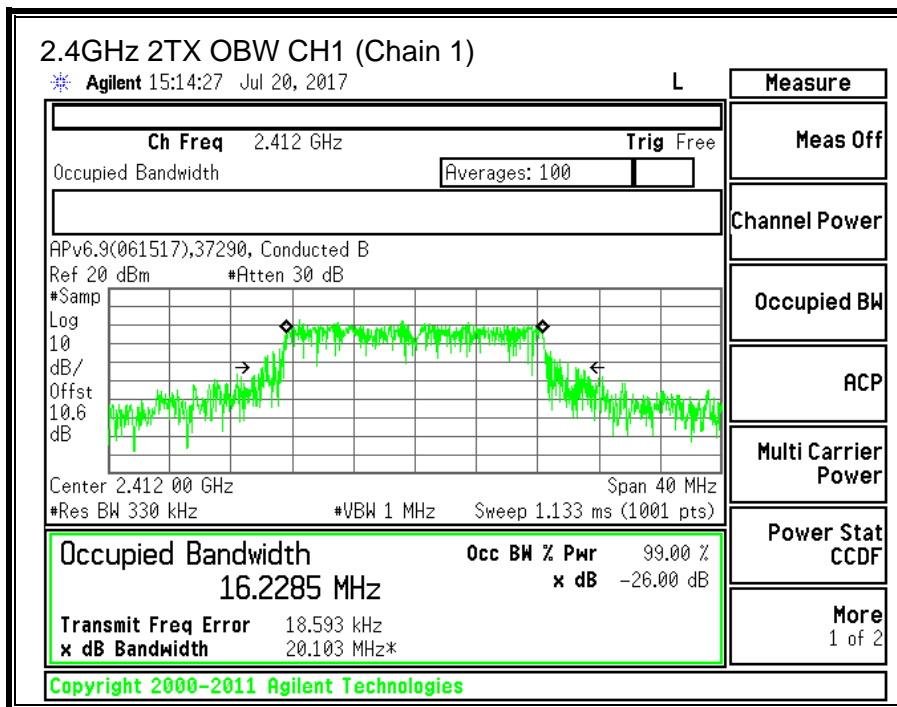 2.4GHz 2TX OBW CH1 (Chain 1)
Agilent 15:14:27 Jul 20, 2017 L
Measure
Ch Freq 2.412 GHz Trig Free
Occupied Bandwidth Averages: 100
APv6.9(061517),37290, Conducted B
Ref 20 dBm #Atten 30 dB
#Samp
Log
10
dB/
Offst
10.6
dB
Center 2.412 00 GHz Span 40 MHz
#Res BW 330 kHz #VBW 1 MHz Sweep 1.133 ms (1001 pts)
Occupied Bandwidth
16.2285 MHz
Occ BW % Pwr 99.00 %
x dB -26.00 dB
Transmit Freq Error 18.593 kHz
x dB Bandwidth 20.103 MHz*
Meas Off
Channel Power
Occupied BW
ACP
Multi Carrier
Power
Power Stat
CCDF
More
1 of 2
Copyright 2000-2011 Agilent Technologies